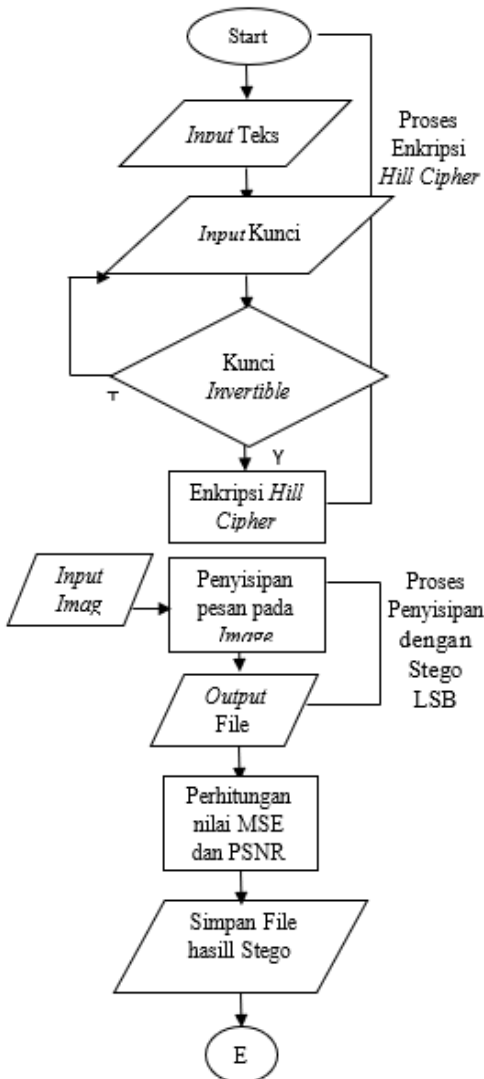 Start
Proses
Enkripsi
Hill Cipher
Input Teks
Input Kunci
Kunci
Invertible
T
Y
Enkripsi Hill
Cipher
Input
Imag
Penyisipan
pesan pada
Image
Proses
Penyisipan
dengan
Stego
LSB
Output
File
Perhitungan
nilai MSE
dan PSNR
Simpan File
hasill Stego
E